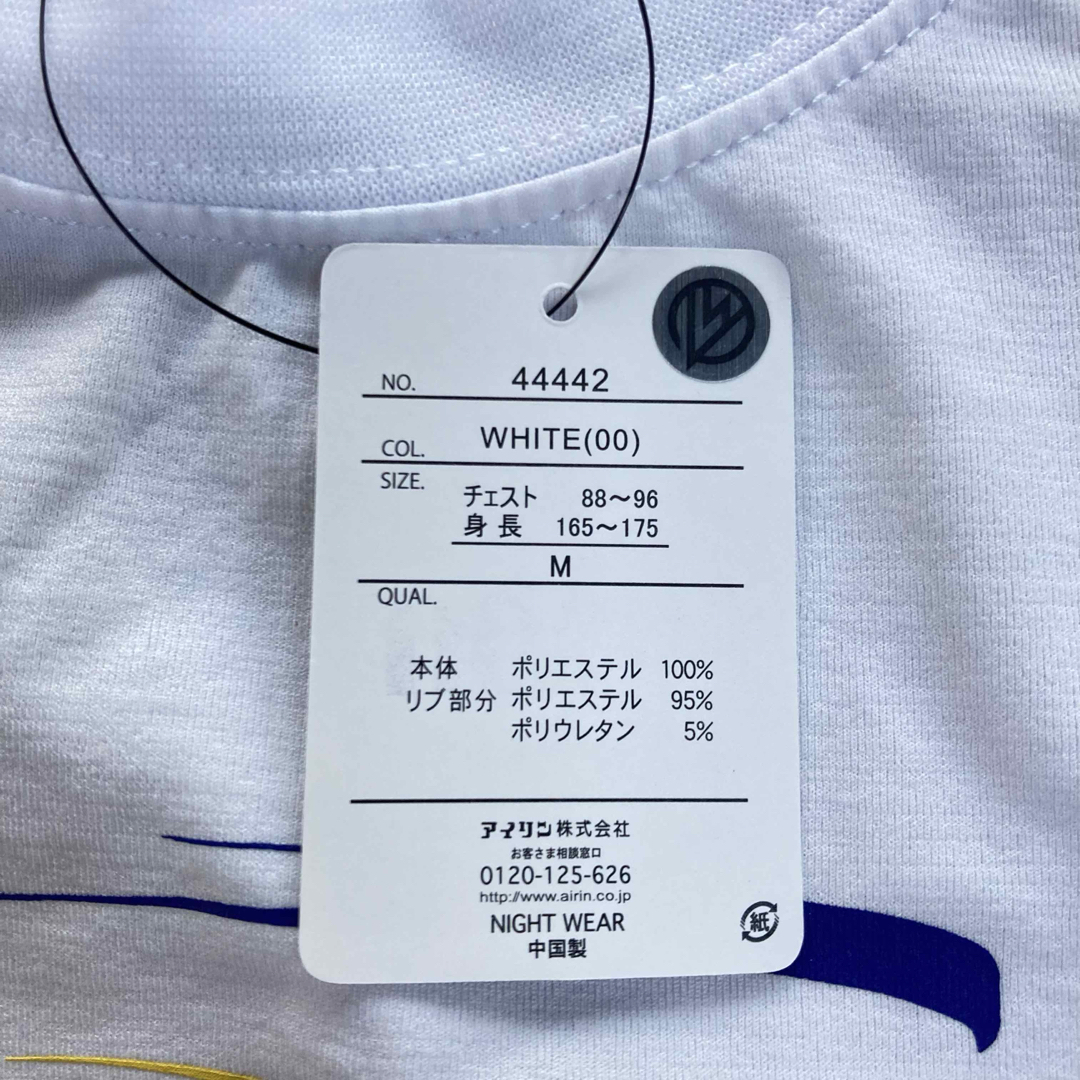 NO. 44442
COL. WHITE(00)
SIZE.
チェスト 88〜96
身長 165〜175
M
QUAL.
本体 ポリエステル 100%
リブ部分 ポリエステル 95%
ポリウレタン 5%
アイリン株式会社
お客さま相談窓口
0120-125-626
http://www.airin.co.jp
NIGHT WEAR
紙
中国製